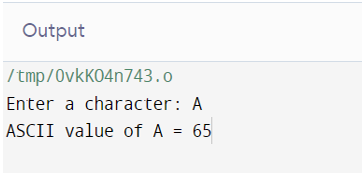 Output
/tmp/0vkKO4n743.o
Enter a character: A
ASCII value of A = 65